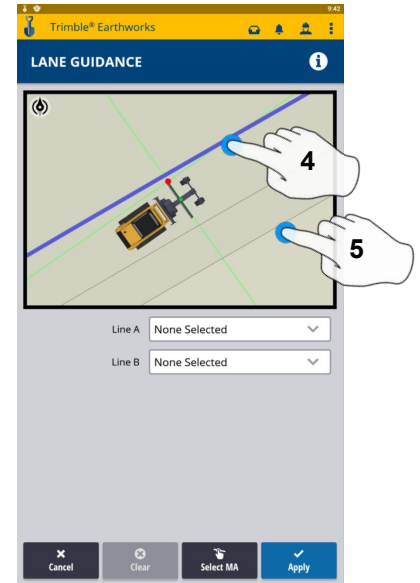 9:42
Trimble® Earthworks
LANE GUIDANCE
4
5
Line A None Selected
Line B None Selected
Cancel Clear Select MA Apply